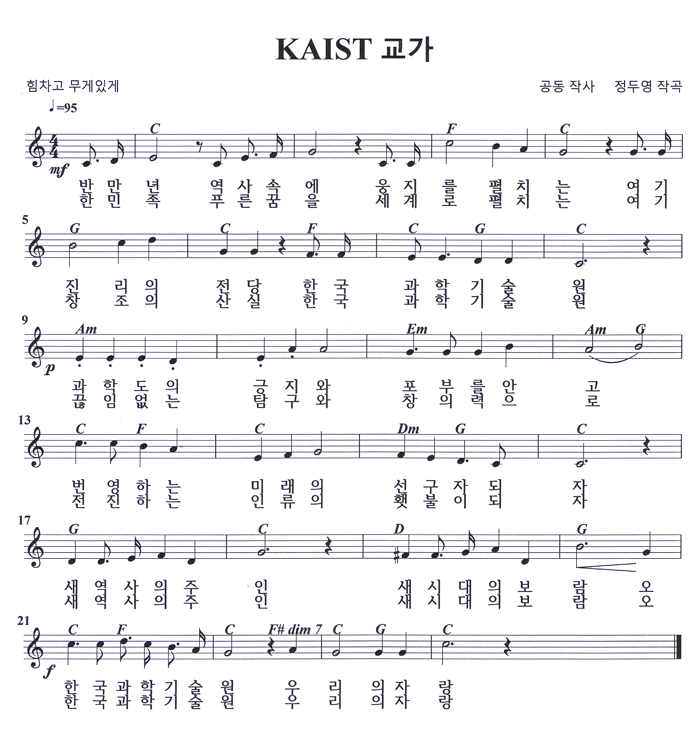 KAIST 교가
힘차고 무게있게
공동 작사 정두영 작곡
♩=95
C F C
mf
반 만 년 역 사 속 에 웅 지 를 펼 치 는 여 기
한 민 족 푸 른 꿈 을 세 계 로 펼 치 는 여 기
5
G C F C G C
진 리 의 전 당 한 국 과 학 기 술 원
창 조 의 산 실 한 국 과 학 기 술 원
9
Am Em Am G
p
과 학 도 의 긍 지 와 포 부 를 안 고
끊 임 없 는 탐 구 와 창 의 력 으 로
13
C F C Dm G C
번 영 하 는 미 래 의 선 구 자 되 자
전 진 하 는 인 류 의 횃 불 이 되 자
17
G C D G
새 역 사 의 주 인 새 시 대 의 보 람 오
새 역 사 의 주 인 새 시 대 의 보 람 오
21
C F C F# dim 7 C G G C
f
한 국 과 학 기 술 원 우 리 의 자 랑
한 국 과 학 기 술 원 우 리 의 자 랑